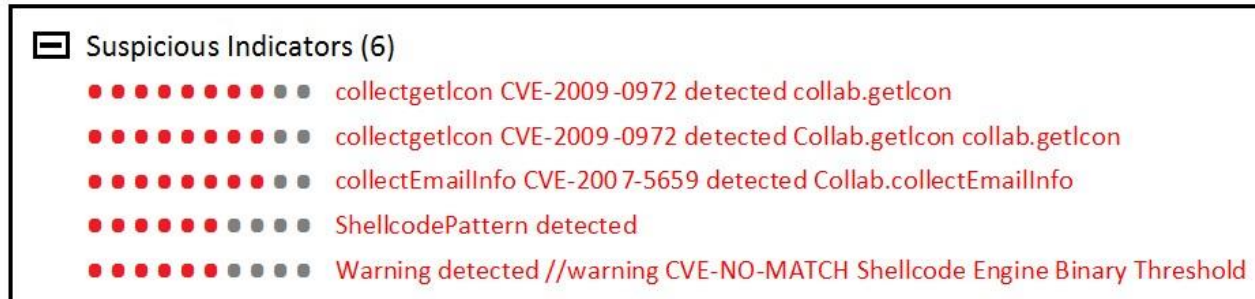 Suspicious Indicators (6)
collectgetIcon CVE-2009-0972 detected collab.getIcon
collectgetIcon CVE-2009-0972 detected Collab.getIcon collab.getIcon
collectEmailInfo CVE-2007-5659 detected Collab.collectEmailInfo
ShellcodePattern detected
Warning detected //warning CVE-NO-MATCH Shellcode Engine Binary Threshold